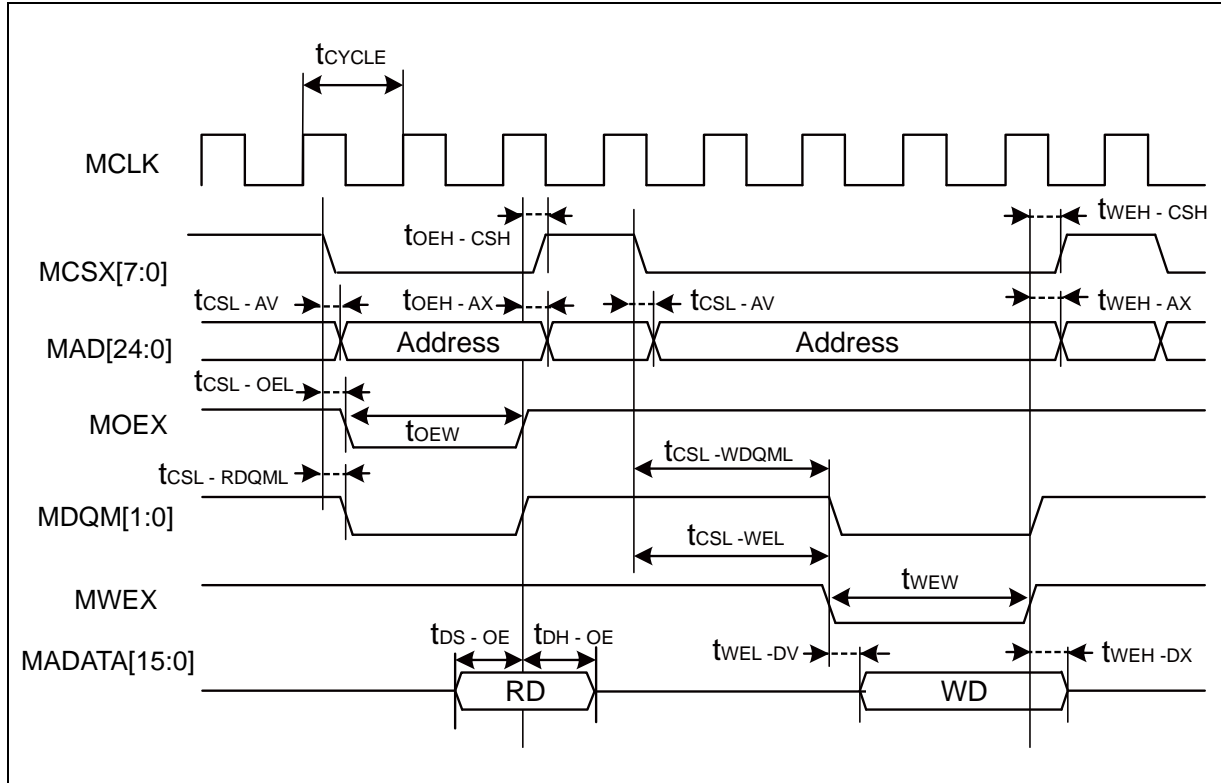 tCYCLE
MCLK
tOEH - CSH
tWEH - CSH
MCSX[7:0]
tCSL - AV
tOEH - AX
tCSL - AV
tWEH - AX
MAD[24:0]
Address
Address
tCSL - OEL
MOEX
tOEW
tCSL -WDQML
tCSL - RDQML
MDQM[1:0]
tCSL -WEL
MWEX
tWEW
tDS - OE
tDH - OE
tWEL -DV
tWEH -DX
MADATA[15:0]
RD
WD